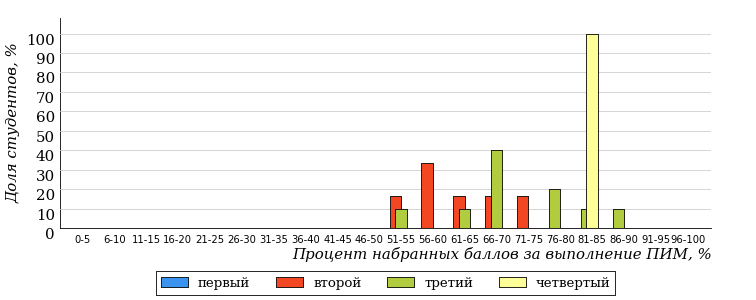 Доля студентов, %
100
90
80
70
60
50
40
30
20
10
0
0-5 6-10 11-15 16-20 21-25 26-30 31-35 36-40 41-45 46-50 51-55 56-60 61-65 66-70 71-75 76-80 81-85 86-90 91-95 96-100
Процент набранных баллов за выполнение ПИМ, %
первый второй третий четвертый